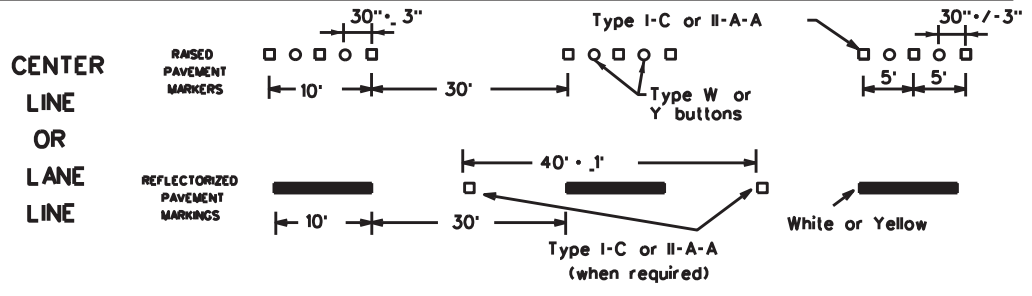 CENTER
LINE
OR
LANE
LINE
RAISED
PAVEMENT
MARKERS
30"·_ 3"
10'
30'
Type I-C or II-A-A
Type W or
Y buttons
30"·/-3"
5' 5'
REFLECTORIZED
PAVEMENT
MARKINGS
10'
30'
40' · _1'
Type I-C or II-A-A
(when required)
White or Yellow